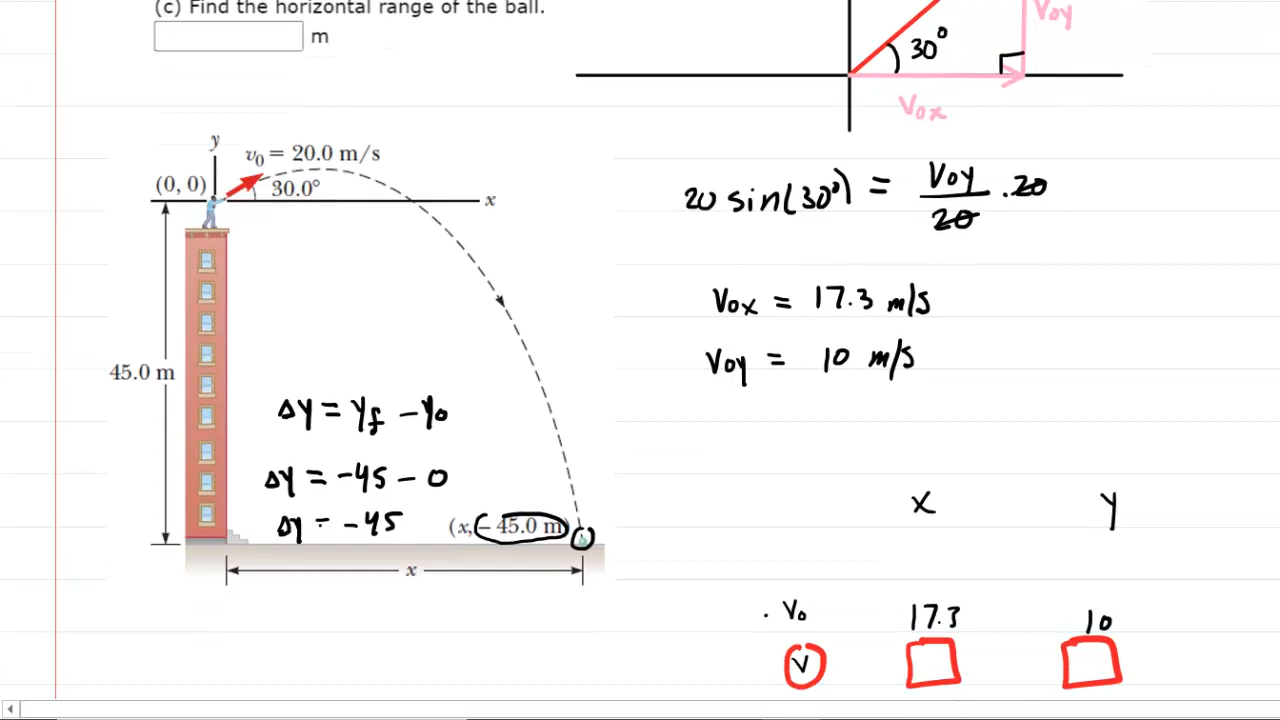 (c) Find the horizontal range of the ball.
m
Voy
30°
Vox
y
v₀ = 20.0 m/s
(0, 0)
30.0°
x
20 sin(30°) = Voy/20 · 20
Vox = 17.3 m/s
Voy = 10 m/s
45.0 m
Δy = yf - yo
Δy = -45 - 0
Δy = -45
(x, − 45.0 m)
x
x y
. Vo 17.3 10
V